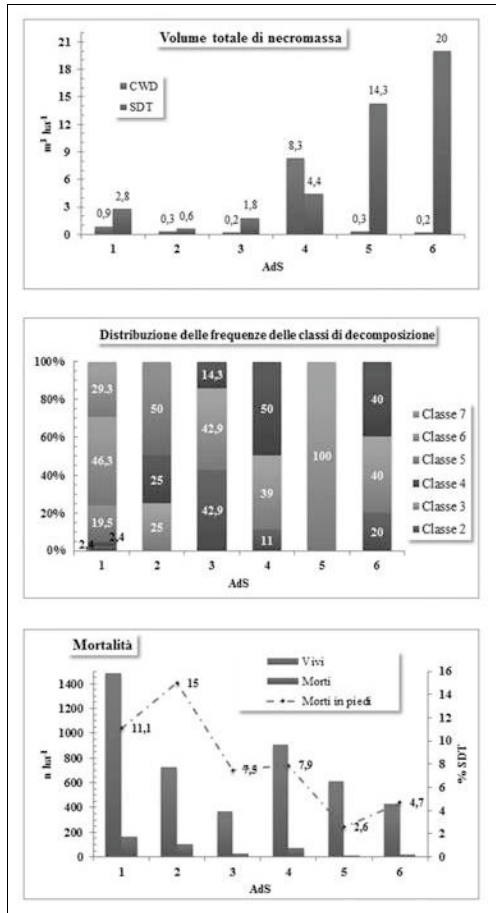 Volume totale di necromassa
21
18
15
12
9
6
3
0
m³ ha⁻¹
CWD
SDT
0,9
2,8
0,3
0,6
0,2
1,8
8,3
4,4
0,3
14,3
0,2
20
1 2 3 4 5 6
AdS
Distribuzione delle frequenze delle classi di decomposizione
100%
80%
60%
40%
20%
0%
29,3
46,3
19,5
2,4
2,4
50
25
25
14,3
42,9
42,9
50
39
11
100
40
40
20
Classe 7
Classe 6
Classe 5
Classe 4
Classe 3
Classe 2
1 2 3 4 5 6
AdS
Mortalità
Vivi
Morti
Morti in piedi
1400
1200
1000
800
600
400
200
0
n ha⁻¹
11,1
15
7,5
7,9
2,6
4,7
16
14
12
10
8
6
4
2
0
% SDT
1 2 3 4 5 6
AdS